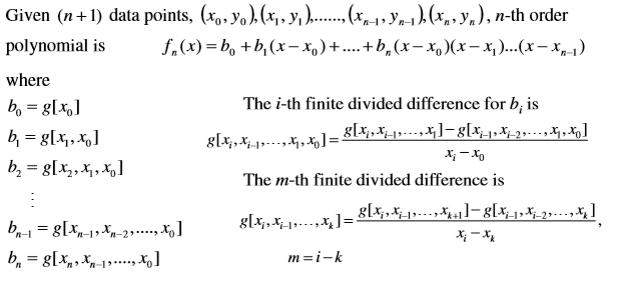 Given (n+1) data points, (x₀, y₀),(x₁, y₁),......,(xₙ₋₁, yₙ₋₁),(xₙ, yₙ), n-th order
polynomial is fₙ(x) = b₀ + b₁(x − x₀) + .... + bₙ(x − x₀)(x − x₁)...(x − xₙ₋₁)
where
b₀ = g[x₀]
b₁ = g[x₁, x₀]
b₂ = g[x₂, x₁, x₀]
⋮
bₙ₋₁ = g[xₙ₋₁, xₙ₋₂,...., x₀]
bₙ = g[xₙ, xₙ₋₁,...., x₀]
The i-th finite divided difference for bᵢ is
g[xᵢ, xᵢ₋₁,..., x₁, x₀] = (g[xᵢ, xᵢ₋₁,..., x₁] − g[xᵢ₋₁, xᵢ₋₂,..., x₁, x₀]) / (xᵢ − x₀)
The m-th finite divided difference is
g[xᵢ, xᵢ₋₁,..., xₖ] = (g[xᵢ, xᵢ₋₁,..., xₖ₊₁] − g[xᵢ₋₁, xᵢ₋₂,..., xₖ]) / (xᵢ − xₖ),
m = i − k